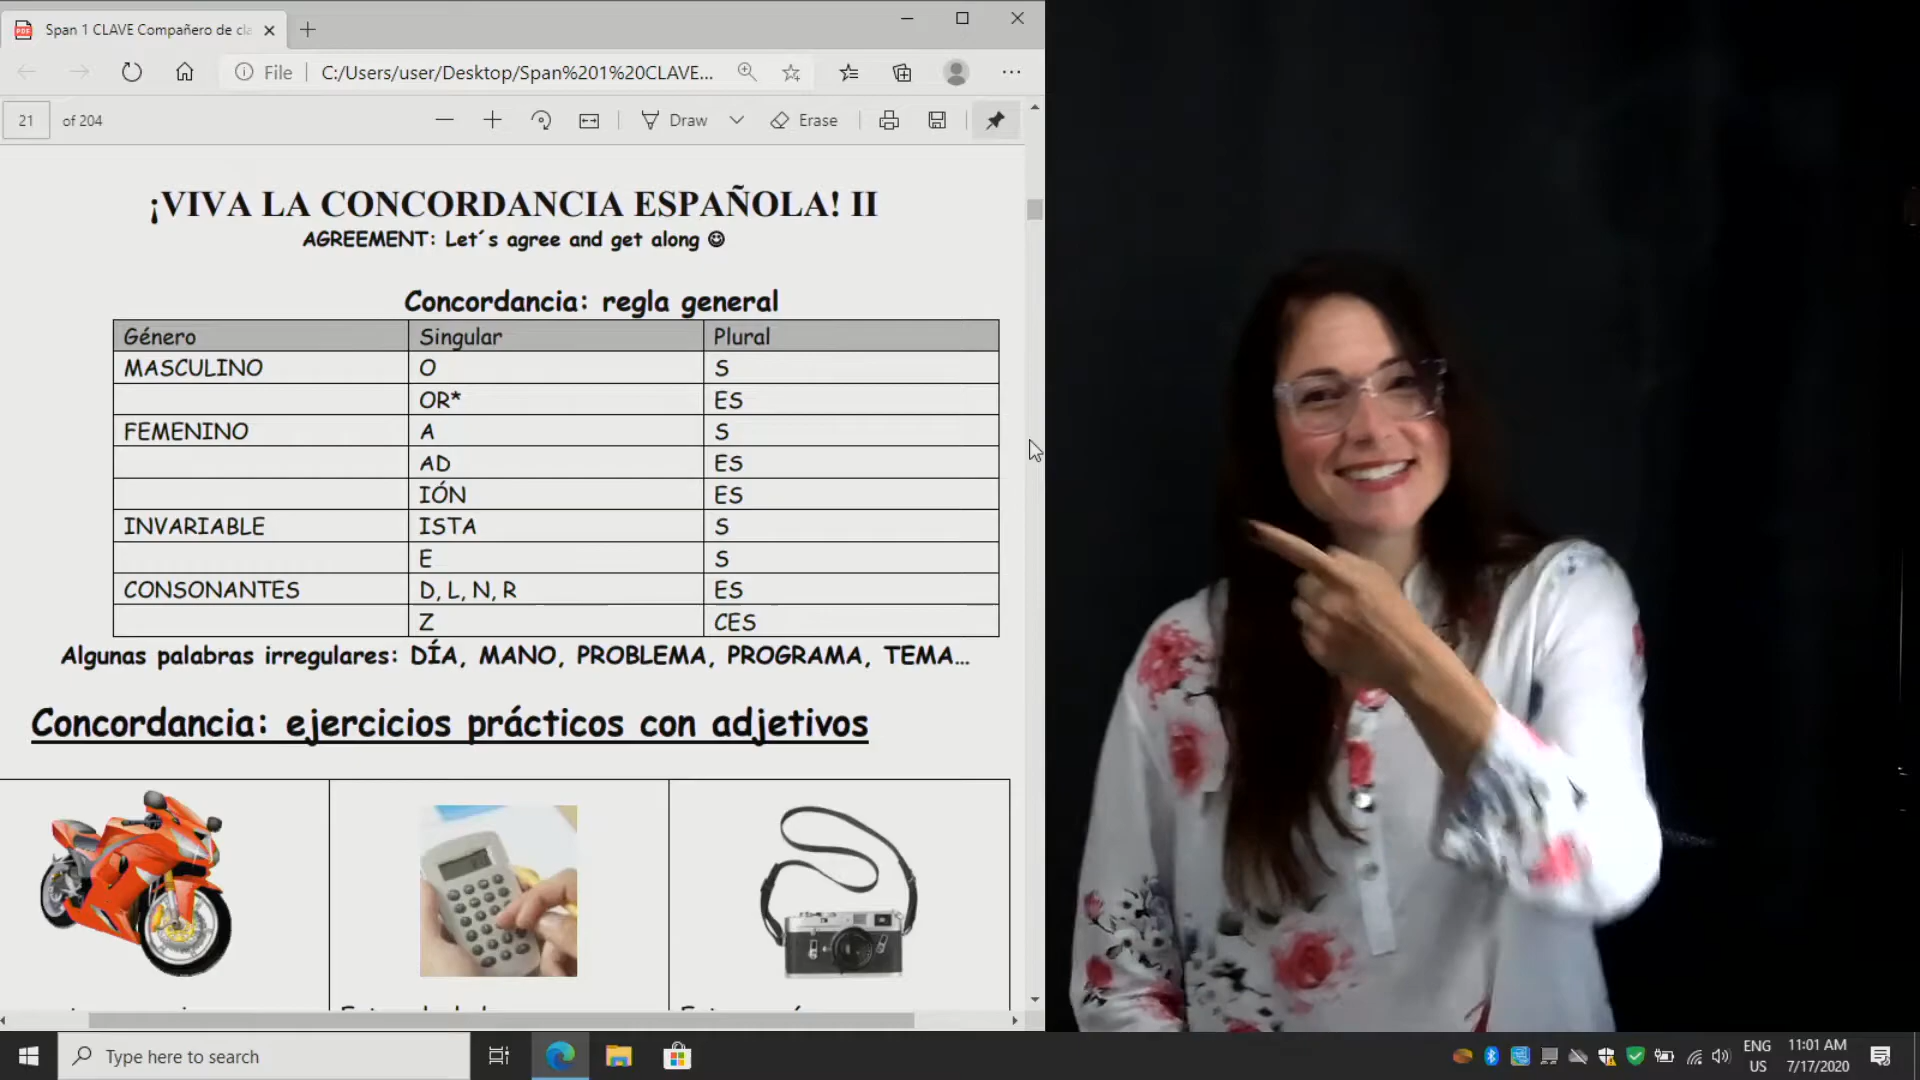 Span 1 CLAVE Compañero de cla
File C:/Users/user/Desktop/Span%201%20CLAVE...
21 of 204 Draw Erase
¡VIVA LA CONCORDANCIA ESPAÑOLA! II
AGREEMENT: Let´s agree and get along ☺
Concordancia: regla general
Género Singular Plural
MASCULINO O S
OR* ES
FEMENINO A S
AD ES
IÓN ES
INVARIABLE ISTA S
E S
CONSONANTES D, L, N, R ES
Z CES
Algunas palabras irregulares: DÍA, MANO, PROBLEMA, PROGRAMA, TEMA...
Concordancia: ejercicios prácticos con adjetivos
Type here to search
ENG 11:01 AM
US 7/17/2020